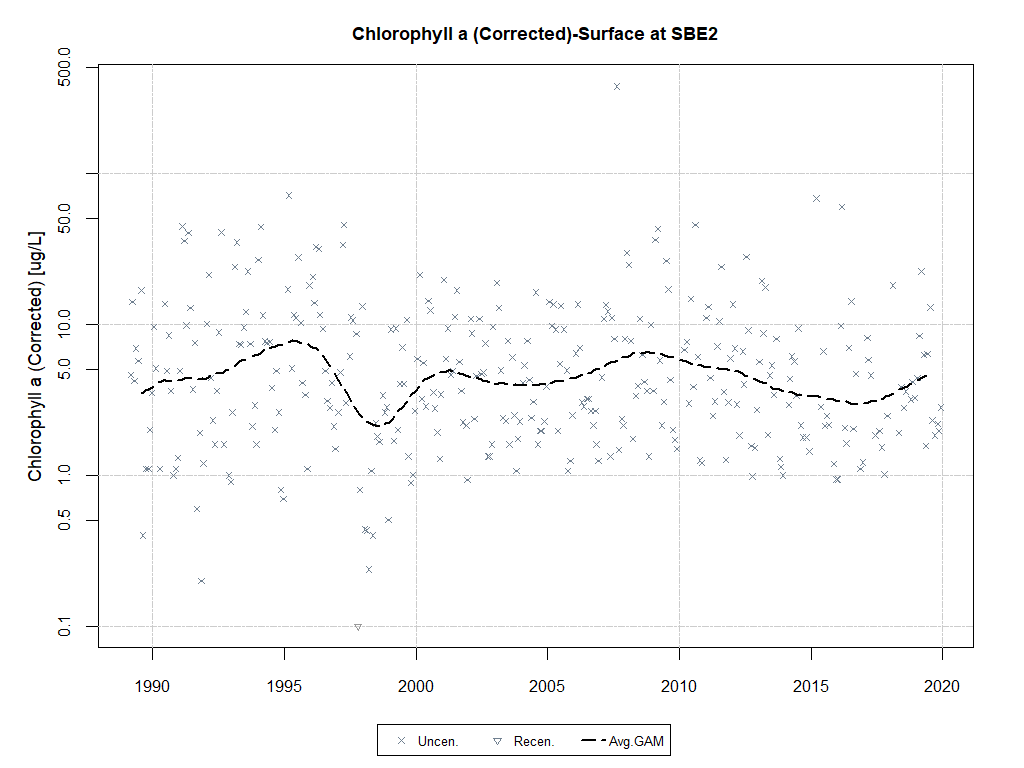 Chlorophyll a (Corrected)-Surface at SBE2
Chlorophyll a (Corrected) [ug/L]
500.0
50.0
10.0
5.0
1.0
0.5
0.1
1990 1995 2000 2005 2010 2015 2020
Uncen. Recen. Avg.GAM